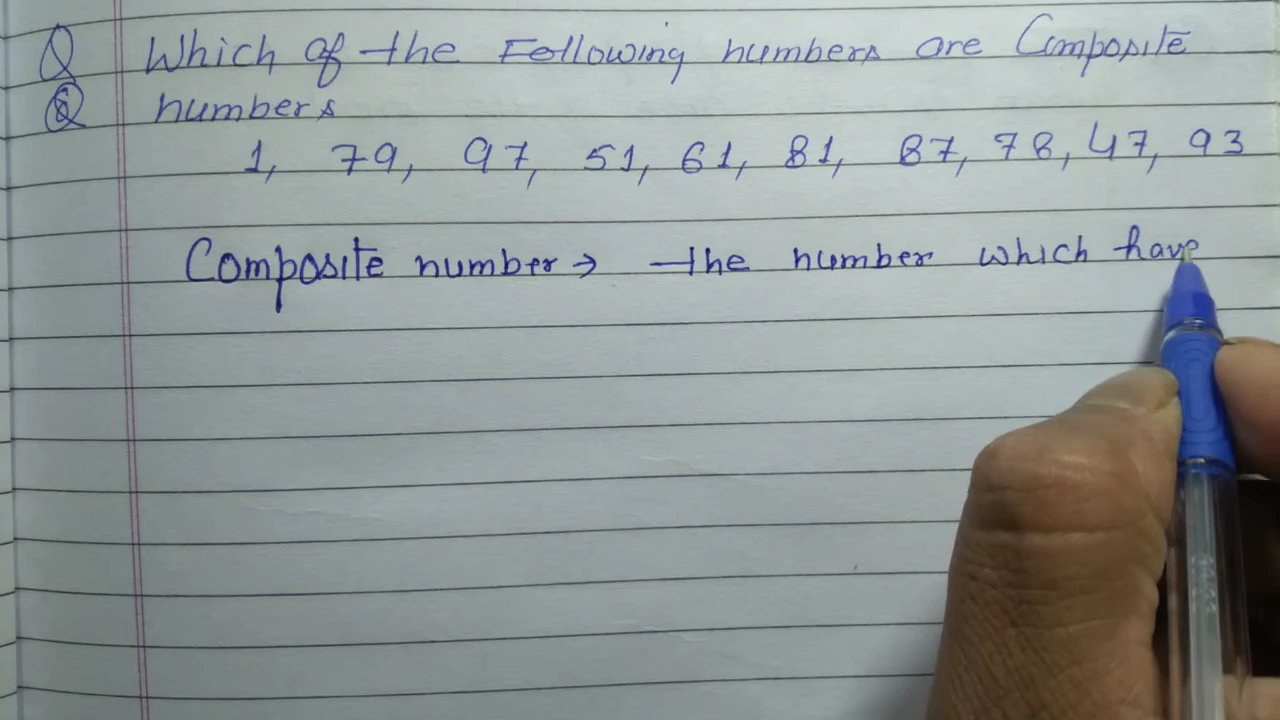 Q Which of the Following numbers are Composite
Q numbers
1, 79, 97, 51, 61, 81, 87, 78, 47, 93
Composite number → the number which have